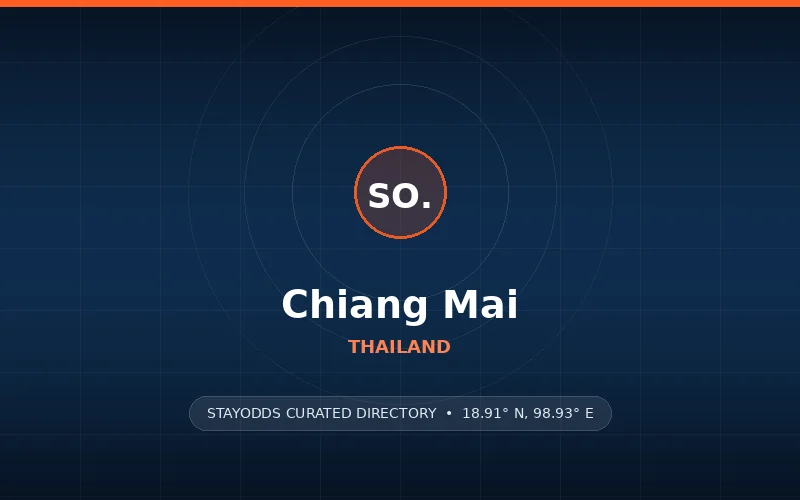 SO.
Chiang Mai
THAILAND
STAYODDS CURATED DIRECTORY • 18.91° N, 98.93° E